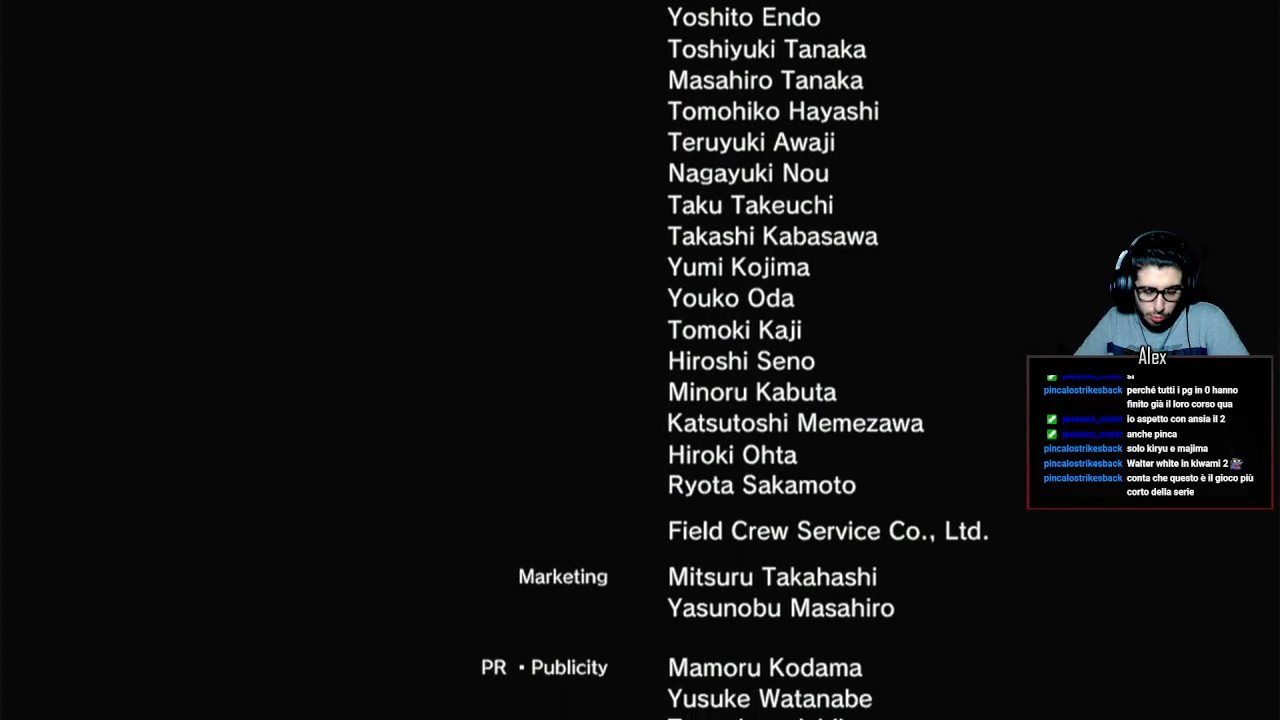 Yoshito Endo
Toshiyuki Tanaka
Masahiro Tanaka
Tomohiko Hayashi
Teruyuki Awaji
Nagayuki Nou
Taku Takeuchi
Takashi Kabasawa
Yumi Kojima
Youko Oda
Tomoki Kaji
Hiroshi Seno
Minoru Kabuta
Katsutoshi Memezawa
Hiroki Ohta
Ryota Sakamoto
Field Crew Service Co., Ltd.
Marketing Mitsuru Takahashi
Yasunobu Masahiro
PR ・Publicity Mamoru Kodama
Yusuke Watanabe
Alex
pincalostrikesback perché tutti i pg in 0 hanno
finito già il loro corso qua
io aspetto con ansia il 2
anche pinca
pincalostrikesback solo kiryu e majima
pincalostrikesback Walter white in kiwami 2
pincalostrikesback conta che questo è il gioco più
corto della serie